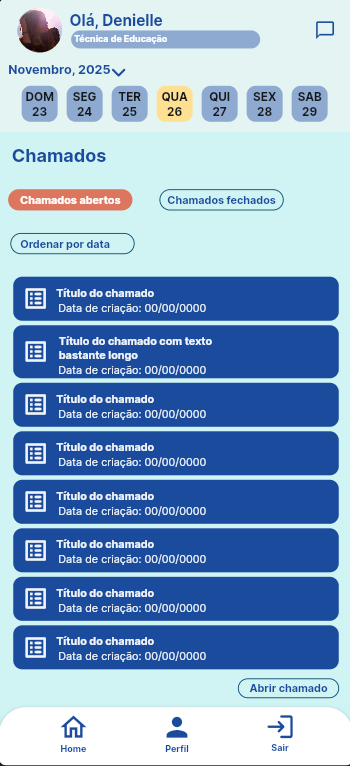 Olá, Denielle
Técnica de Educação
Novembro, 2025
DOM SEG TER QUA QUI SEX SAB
23 24 25 26 27 28 29
Chamados
Chamados abertos Chamados fechados
Ordenar por data
Título do chamado
Data de criação: 00/00/0000
Título do chamado com texto
bastante longo
Data de criação: 00/00/0000
Título do chamado
Data de criação: 00/00/0000
Título do chamado
Data de criação: 00/00/0000
Título do chamado
Data de criação: 00/00/0000
Título do chamado
Data de criação: 00/00/0000
Título do chamado
Data de criação: 00/00/0000
Título do chamado
Data de criação: 00/00/0000
Abrir chamado
Home Perfil Sair